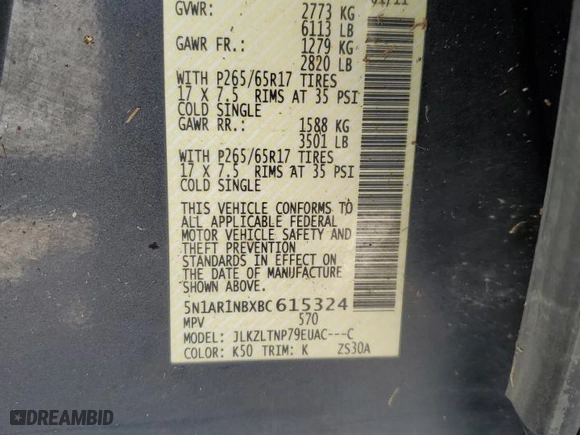 01/11
GVWR: 2773 KG
6113 LB
GAWR FR.: 1279 KG
2820 LB
WITH P265/65R17 TIRES
17 X 7.5 RIMS AT 35 PSI
COLD SINGLE
GAWR RR.: 1588 KG
3501 LB
WITH P265/65R17 TIRES
17 X 7.5 RIMS AT 35 PSI
COLD SINGLE
THIS VEHICLE CONFORMS TO
ALL APPLICABLE FEDERAL
MOTOR VEHICLE SAFETY AND
THEFT PREVENTION
STANDARDS IN EFFECT ON
THE DATE OF MANUFACTURE
SHOWN ABOVE.
5N1AR1NBXBC615324
MPV 570
MODEL: JLKZLTNP79EUAC---C
COLOR: K50 TRIM: K ZS30A
DREAMBID